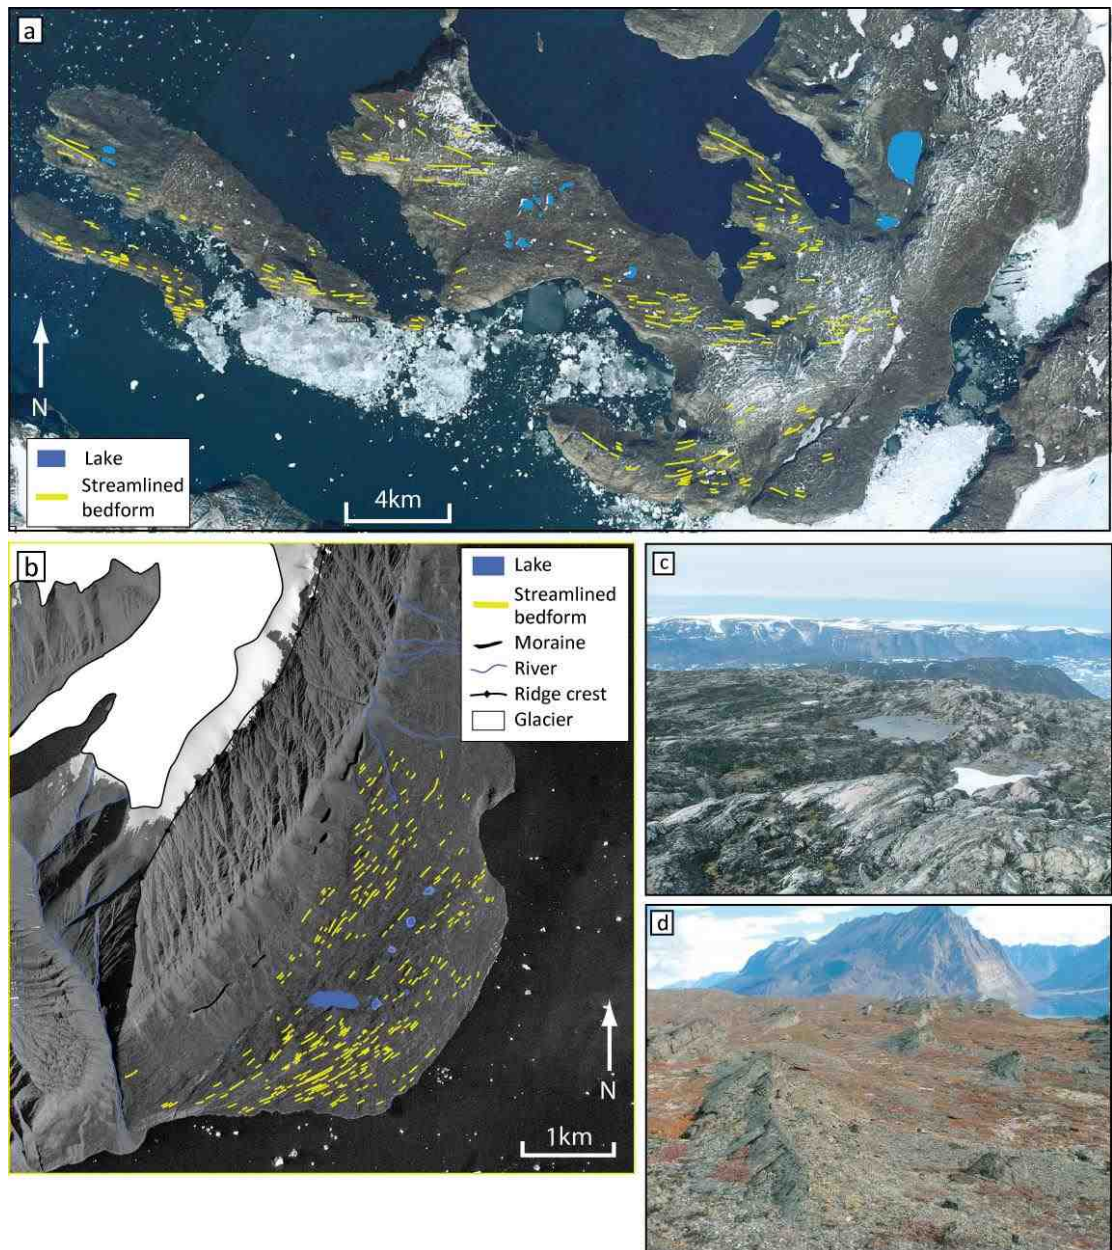 a
N
Lake
Streamlined
bedform
4km
b
Lake
Streamlined
bedform
Moraine
River
Ridge crest
Glacier
N
1km
c
d